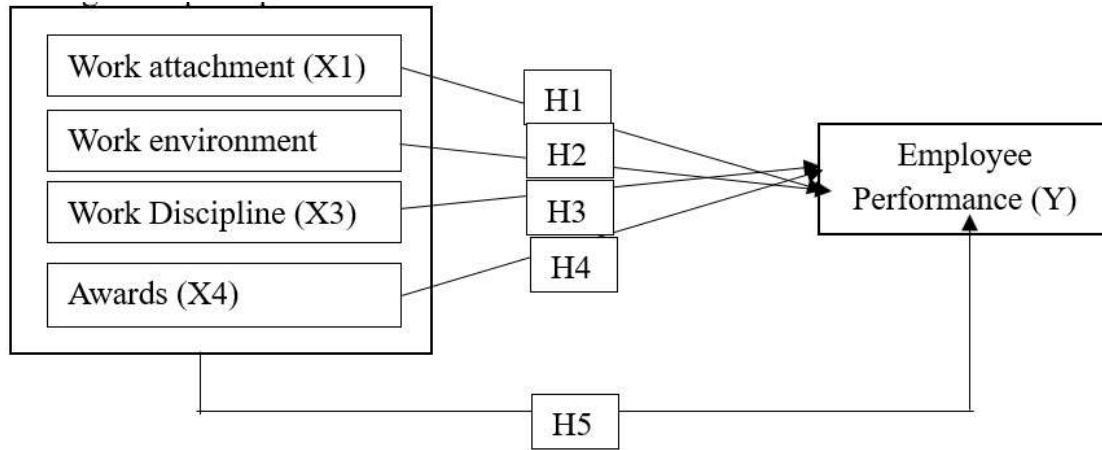 Work attachment (X1)
Work environment
Work Discipline (X3)
Awards (X4)
H1
H2
H3
H4
H5
Employee
Performance (Y)